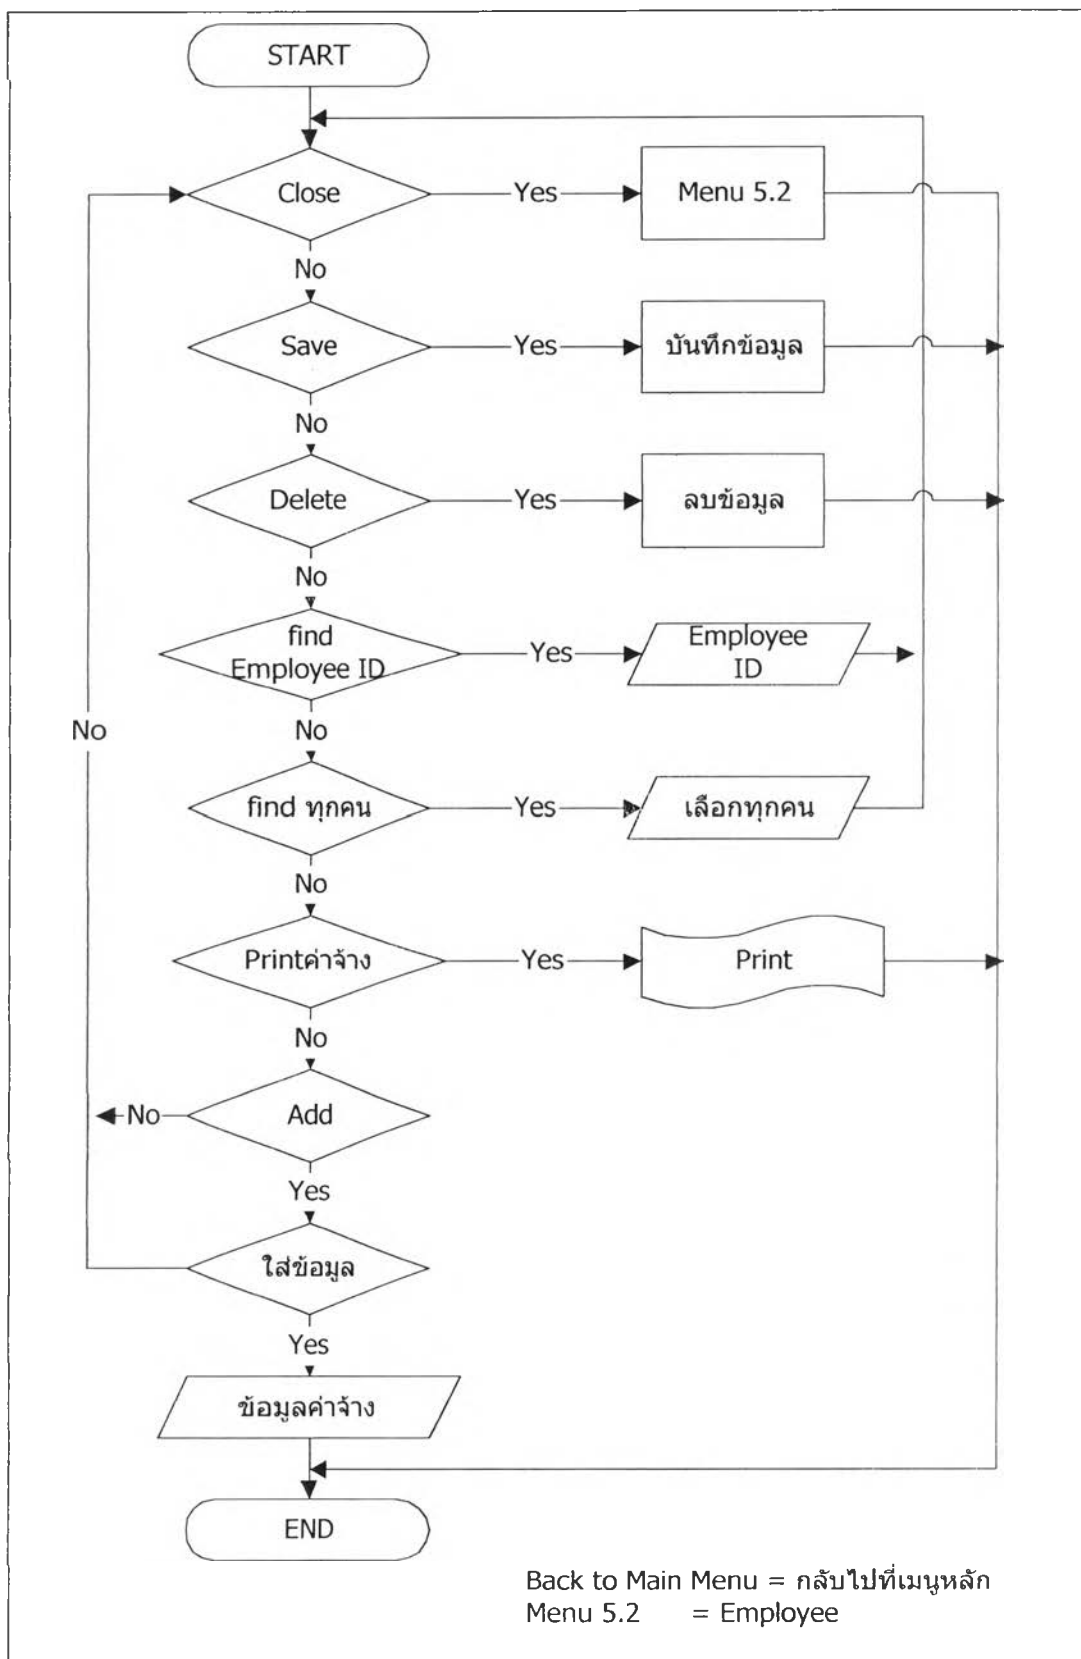 START
Close
Yes
Menu 5.2
No
Save
Yes
บันทึกข้อมูล
No
Delete
Yes
ลบข้อมูล
No
find
Employee ID
Yes
Employee
ID
No
No
find ทุกคน
Yes
เลือกทุกคน
No
Printค่าจ้าง
Yes
Print
No
No
Add
Yes
ใส่ข้อมูล
Yes
ข้อมูลค่าจ้าง
END
Back to Main Menu = กลับไปที่เมนูหลัก
Menu 5.2 = Employee